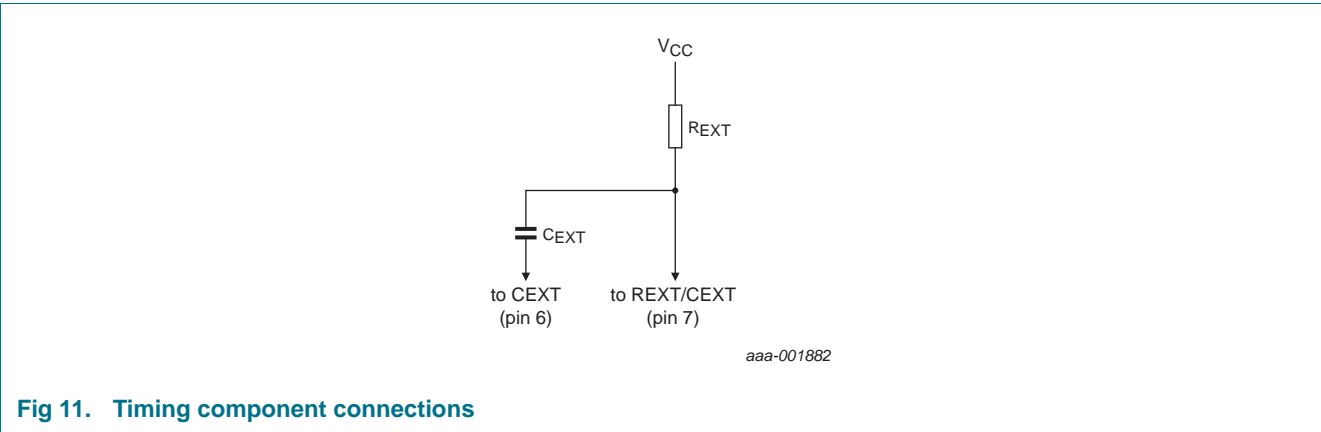 VCC
REXT
CEXT
to CEXT
(pin 6)
to REXT/CEXT
(pin 7)
aaa-001882
Fig 11. Timing component connections